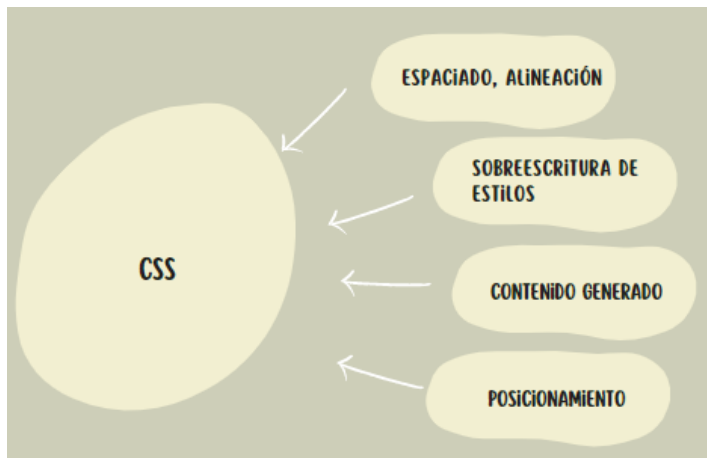 ESPACIADO, ALINEACIÓN
SOBREESCRITURA DE
ESTILOS
CSS
CONTENIDO GENERADO
POSICIONAMIENTO